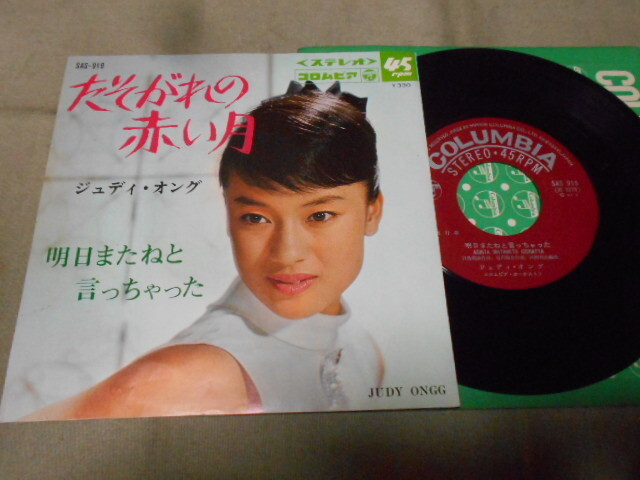 SAS-919
<ステレオ>
コロムビア
45
rpm
¥330
たそがれの
赤い月
ジュディ・オング
明日またねと
言っちゃった
JUDY ONGG
COLUMBIA
STEREO・45RPM
SAS 919
明日またねと言っちゃった
ジュディ・オング